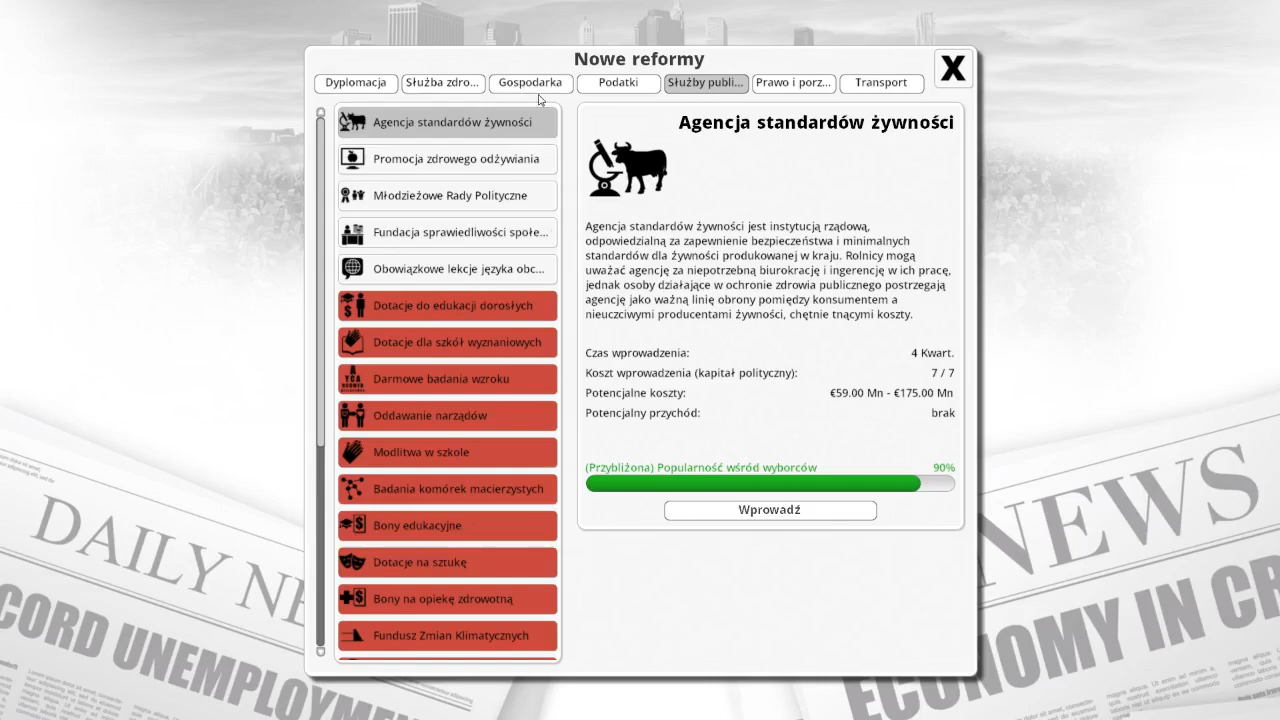 Nowe reformy
X
Dyplomacja
Służba zdro...
Gospodarka
Podatki
Służby publi...
Prawo i porz...
Transport
Agencja standardów żywności
Promocja zdrowego odżywiania
Młodzieżowe Rady Polityczne
Fundacja sprawiedliwości społe...
Obowiązkowe lekcje języka obc...
Dotacje do edukacji dorosłych
Dotacje dla szkół wyznaniowych
Darmowe badania wzroku
Oddawanie narządów
Modlitwa w szkole
Badania komórek macierzystych
Bony edukacyjne
Dotacje na sztukę
Bony na opiekę zdrowotną
Fundusz Zmian Klimatycznych
Agencja standardów żywności
Agencja standardów żywności jest instytucją rządową,
odpowiedzialną za zapewnienie bezpieczeństwa i minimalnych
standardów dla żywności produkowanej w kraju. Rolnicy mogą
uważać agencję za niepotrzebną biurokrację i ingerencję w ich pracę,
jednak osoby działające w ochronie zdrowia publicznego postrzegają
agencję jako ważną linię obrony pomiędzy konsumentem a
nieuczciwymi producentami żywności, chętnie tnącymi koszty.
Czas wprowadzenia: 4 Kwart.
Koszt wprowadzenia (kapitał polityczny): 7 / 7
Potencjalne koszty: €59.00 Mn - €175.00 Mn
Potencjalny przychód: brak
(Przybliżona) Popularność wśród wyborców 90%
Wprowadź
DAILY NE
CORD UNEMPLOYM
NEWS
ECONOMY IN CR